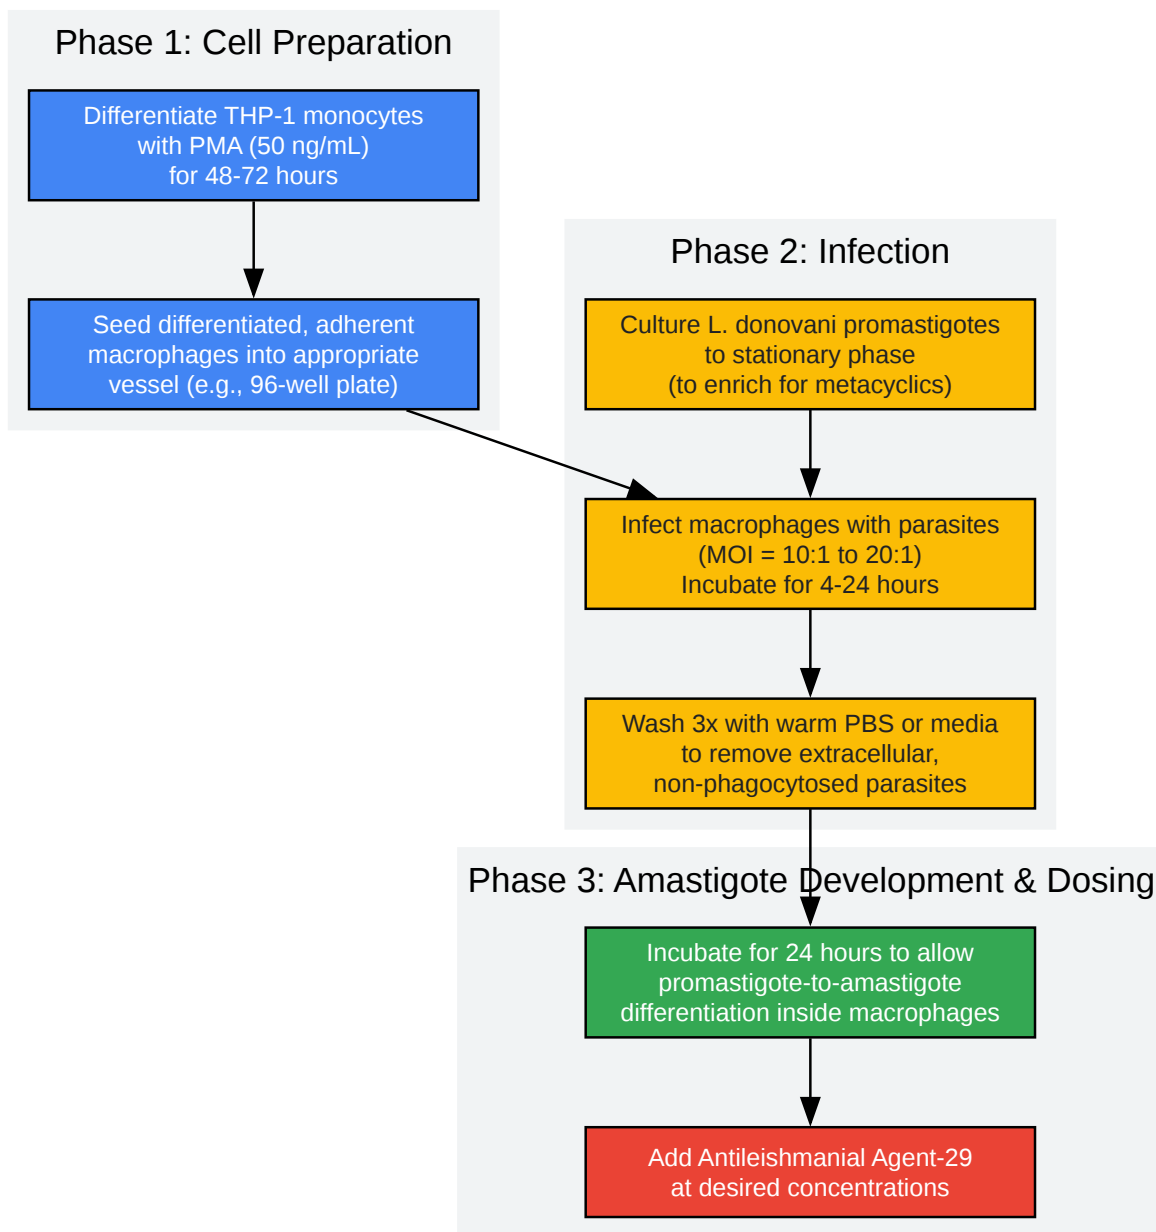 Phase 1: Cell Preparation
Differentiate THP-1 monocytes
with PMA (50 ng/mL)
for 48-72 hours
Seed differentiated, adherent
macrophages into appropriate
vessel (e.g., 96-well plate)
Phase 2: Infection
Culture L. donovani promastigotes
to stationary phase
(to enrich for metacyclics)
Infect macrophages with parasites
(MOI = 10:1 to 20:1)
Incubate for 4-24 hours
Wash 3x with warm PBS or media
to remove extracellular,
non-phagocytosed parasites
Phase 3: Amastigote Development & Dosing
Incubate for 24 hours to allow
promastigote-to-amastigote
differentiation inside macrophages
Add Antileishmanial Agent-29
at desired concentrations